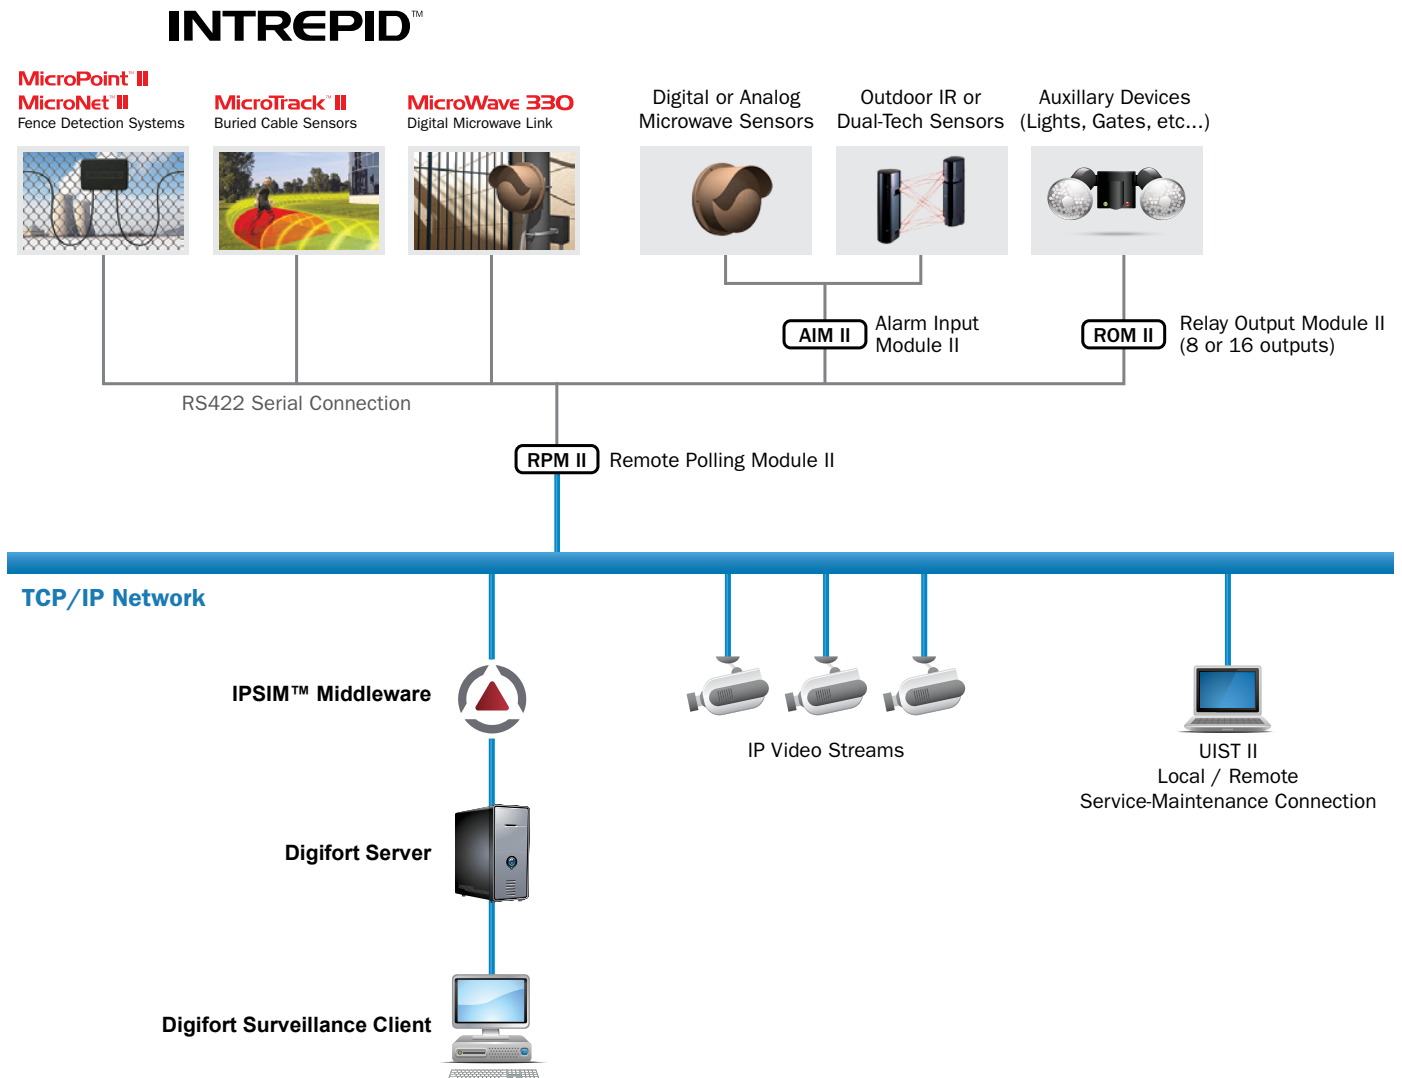 INTREPID™
MicroPoint™ II
MicroNet™ II
Fence Detection Systems
MicroTrack™ II
Buried Cable Sensors
MicroWave 330
Digital Microwave Link
Digital or Analog
Microwave Sensors
Outdoor IR or
Dual-Tech Sensors
Auxillary Devices
(Lights, Gates, etc...)
AIM II
Alarm Input
Module II
ROM II
Relay Output Module II
(8 or 16 outputs)
RS422 Serial Connection
RPM II
Remote Polling Module II
TCP/IP Network
IPSIM™ Middleware
IP Video Streams
UIST II
Local / Remote
Service-Maintenance Connection
Digifort Server
Digifort Surveillance Client